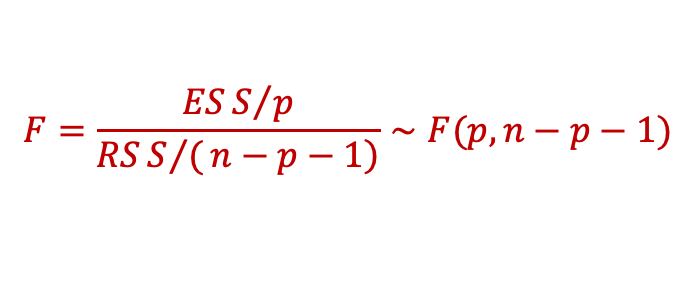 F = ESS/p / RSS/(n − p − 1) ~ F(p, n − p − 1)